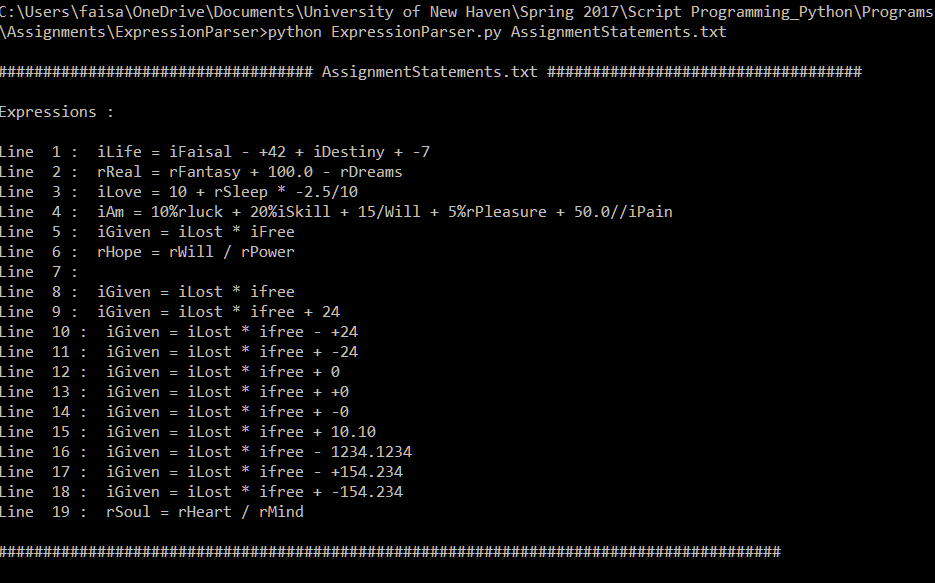 C:\Users\faisa\OneDrive\Documents\University of New Haven\Spring 2017\Script Programming_Python\Programs
\Assignments\ExpressionParser>python ExpressionParser.py AssignmentStatements.txt
################################### AssignmentStatements.txt ###################################
Expressions :
Line  1 :  iLife = iFaisal - +42 + iDestiny + -7
Line  2 :  rReal = rFantasy + 100.0 - rDreams
Line  3 :  iLove = 10 + rSleep * -2.5/10
Line  4 :  iAm = 10%rluck + 20%iSkill + 15/Will + 5%rPleasure + 50.0//iPain
Line  5 :  iGiven = iLost * iFree
Line  6 :  rHope = rWill / rPower
Line  7 :
Line  8 :  iGiven = iLost * ifree
Line  9 :  iGiven = iLost * ifree + 24
Line  10 :  iGiven = iLost * ifree - +24
Line  11 :  iGiven = iLost * ifree + -24
Line  12 :  iGiven = iLost * ifree + 0
Line  13 :  iGiven = iLost * ifree + +0
Line  14 :  iGiven = iLost * ifree + -0
Line  15 :  iGiven = iLost * ifree + 10.10
Line  16 :  iGiven = iLost * ifree - 1234.1234
Line  17 :  iGiven = iLost * ifree - +154.234
Line  18 :  iGiven = iLost * ifree + -154.234
Line  19 :  rSoul = rHeart / rMind
#######################################################################################